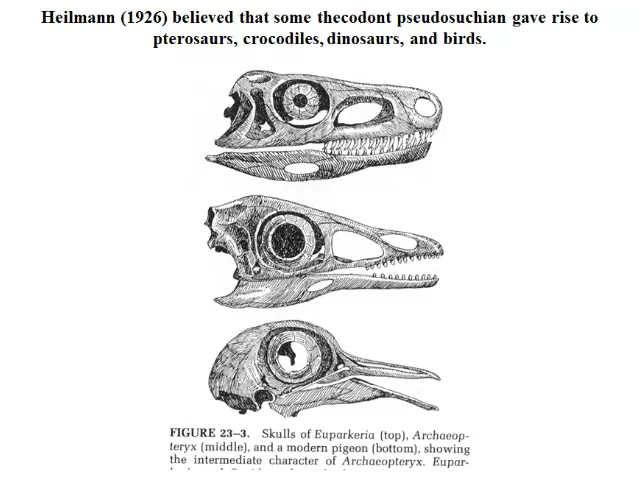 Heilmann (1926) believed that some thecodont pseudosuchian gave rise to
pterosaurs, crocodiles, dinosaurs, and birds.
FIGURE 23–3. Skulls of Euparkeria (top), Archaeop-
teryx (middle), and a modern pigeon (bottom), showing
the intermediate character of Archaeopteryx. Eupar-